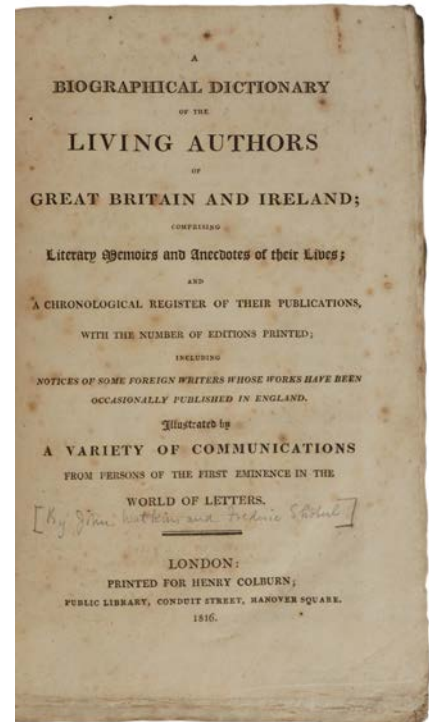 A
BIOGRAPHICAL DICTIONARY
OF THE
LIVING AUTHORS
OF
GREAT BRITAIN AND IRELAND;
COMPRISING
Literary Memoirs and Anecdotes of their Lives;
AND
A CHRONOLOGICAL REGISTER OF THEIR PUBLICATIONS,
WITH THE NUMBER OF EDITIONS PRINTED;
INCLUDING
NOTICES OF SOME FOREIGN WRITERS WHOSE WORKS HAVE BEEN
OCCASIONALLY PUBLISHED IN ENGLAND.
Illustrated by
A VARIETY OF COMMUNICATIONS
FROM PERSONS OF THE FIRST EMINENCE IN THE
WORLD OF LETTERS.
[By John Watkins and Frederic Shoberl]
LONDON:
PRINTED FOR HENRY COLBURN;
PUBLIC LIBRARY, CONDUIT STREET, HANOVER SQUARE.
1816.